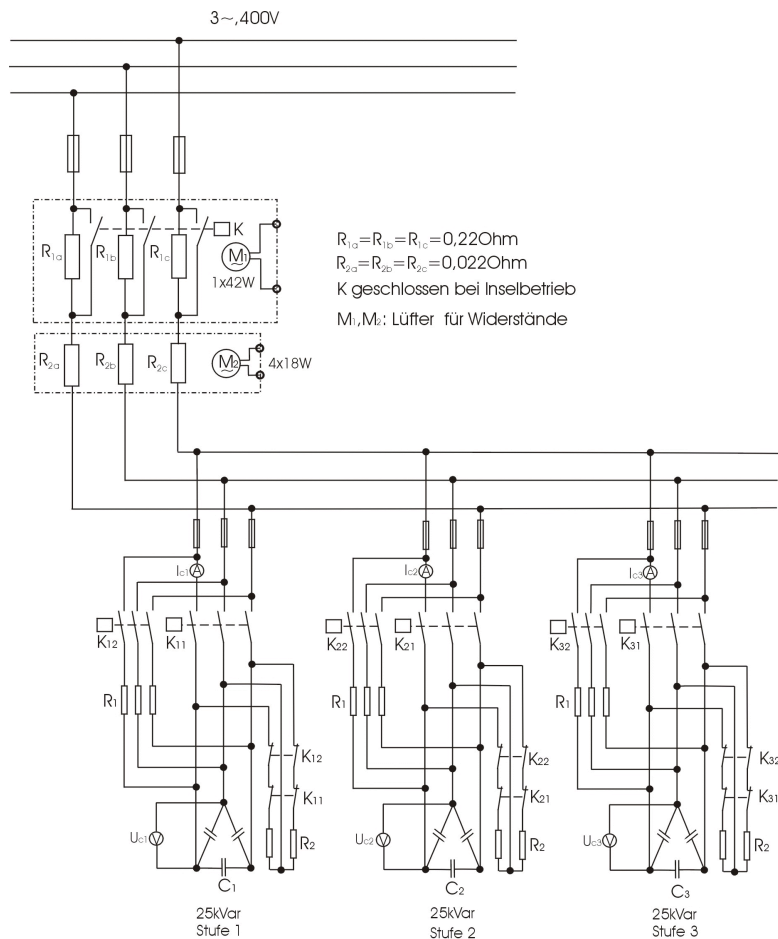 3~,400V
K
R1a
R1b
R1c
M1
1x42W
R1a=R1b=R1c=0,22Ohm
R2a=R2b=R2c=0,022Ohm
K geschlossen bei Inselbetrieb
M1,M2: Lüfter für Widerstände
R2a
R2b
R2c
M2
4x18W
Ic1
A
Ic2
A
Ic3
A
K12
K11
K22
K21
K32
K31
R1
R1
R1
K12
K22
K32
K11
K21
K31
Uc1
V
R2
Uc2
V
R2
Uc3
V
R2
C1
C2
C3
25kVar
Stufe 1
25kVar
Stufe 2
25kVar
Stufe 3